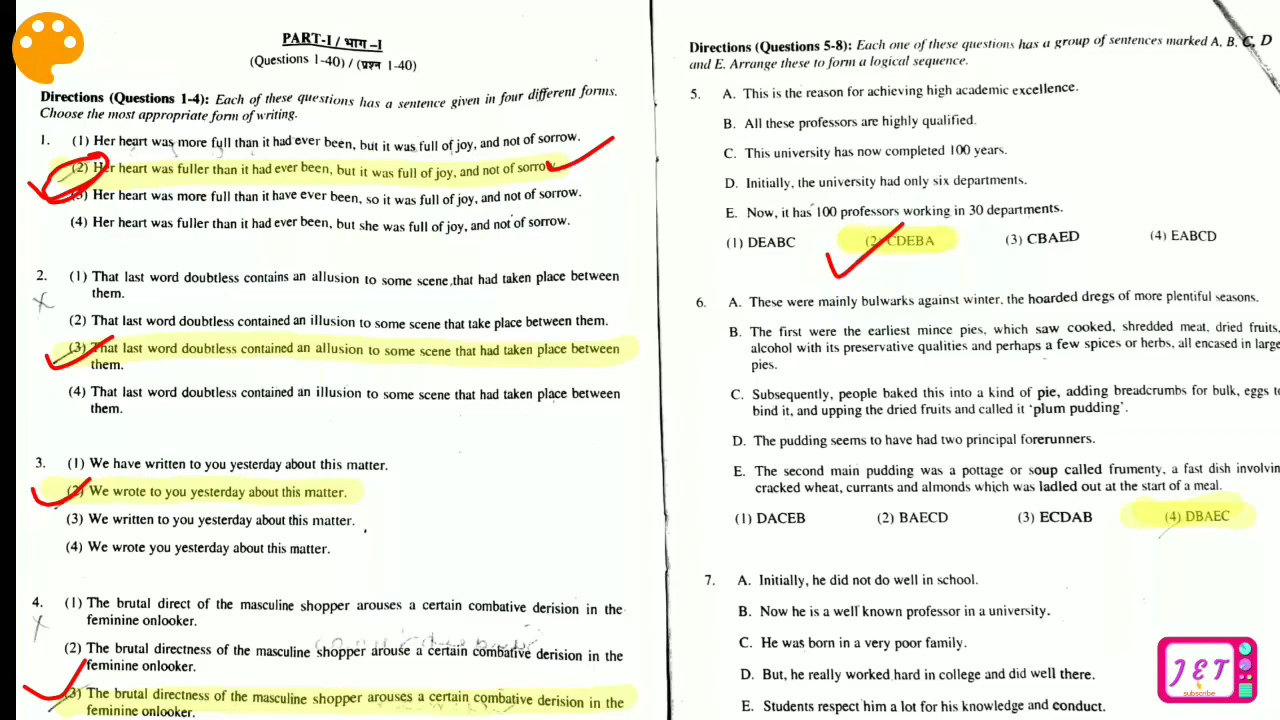 PART-I / भाग –I
(Questions 1-40) / (प्रश्न 1-40)
Directions (Questions 1-4): Each of these questions has a sentence given in four different forms.
Choose the most appropriate form of writing.
1. (1) Her heart was more full than it had ever been, but it was full of joy, and not of sorrow.
(2) Her heart was fuller than it had ever been, but it was full of joy, and not of sorrow
(3) Her heart was more full than it have ever been, so it was full of joy, and not of sorrow.
(4) Her heart was fuller than it had ever been, but she was full of joy, and not of sorrow.
2. (1) That last word doubtless contains an allusion to some scene that had taken place between
them.
(2) That last word doubtless contained an illusion to some scene that take place between them.
(3) That last word doubtless contained an allusion to some scene that had taken place between
them.
(4) That last word doubtless contained an illusion to some scene that had taken place between
them.
3. (1) We have written to you yesterday about this matter.
(2) We wrote to you yesterday about this matter.
(3) We written to you yesterday about this matter.
(4) We wrote you yesterday about this matter.
4. (1) The brutal direct of the masculine shopper arouses a certain combative derision in the
feminine onlooker.
(2) The brutal directness of the masculine shopper arouse a certain combative derision in the
feminine onlooker.
(3) The brutal directness of the masculine shopper arouses a certain combative derision in the
feminine onlooker.
Directions (Questions 5-8): Each one of these questions has a group of sentences marked A, B, C, D
and E. Arrange these to form a logical sequence.
5. A. This is the reason for achieving high academic excellence.
B. All these professors are highly qualified.
C. This university has now completed 100 years.
D. Initially, the university had only six departments.
E. Now, it has 100 professors working in 30 departments.
(1) DEABC (2) CDEBA (3) CBAED (4) EABCD
6. A. These were mainly bulwarks against winter, the hoarded dregs of more plentiful seasons.
B. The first were the earliest mince pies, which saw cooked, shredded meat, dried fruits,
alcohol with its preservative qualities and perhaps a few spices or herbs, all encased in large
pies.
C. Subsequently, people baked this into a kind of pie, adding breadcrumbs for bulk, eggs to
bind it, and upping the dried fruits and called it 'plum pudding'.
D. The pudding seems to have had two principal forerunners.
E. The second main pudding was a pottage or soup called frumenty, a fast dish involvin
cracked wheat, currants and almonds which was ladled out at the start of a meal.
(1) DACEB (2) BAECD (3) ECDAB (4) DBAEC
7. A. Initially, he did not do well in school.
B. Now he is a well known professor in a university.
C. He was born in a very poor family.
D. But, he really worked hard in college and did well there.
E. Students respect him a lot for his knowledge and conduct.
JET
subscribe